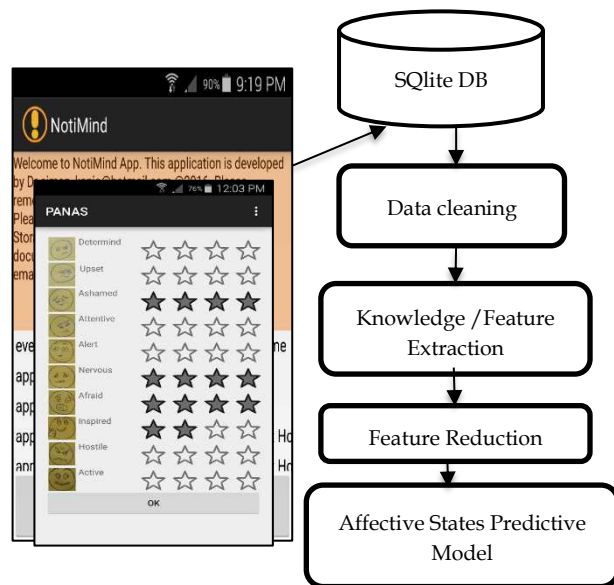 90% 9:19 PM
NotiMind
Welcome to NotiMind App. This application is developed
by
76% 12:03 PM
PANAS
Determind
Upset
Ashamed
Attentive
Alert
Nervous
Afraid
Inspired
Hostile
Active
OK
SQlite DB
Data cleaning
Knowledge /Feature
Extraction
Feature Reduction
Affective States Predictive
Model